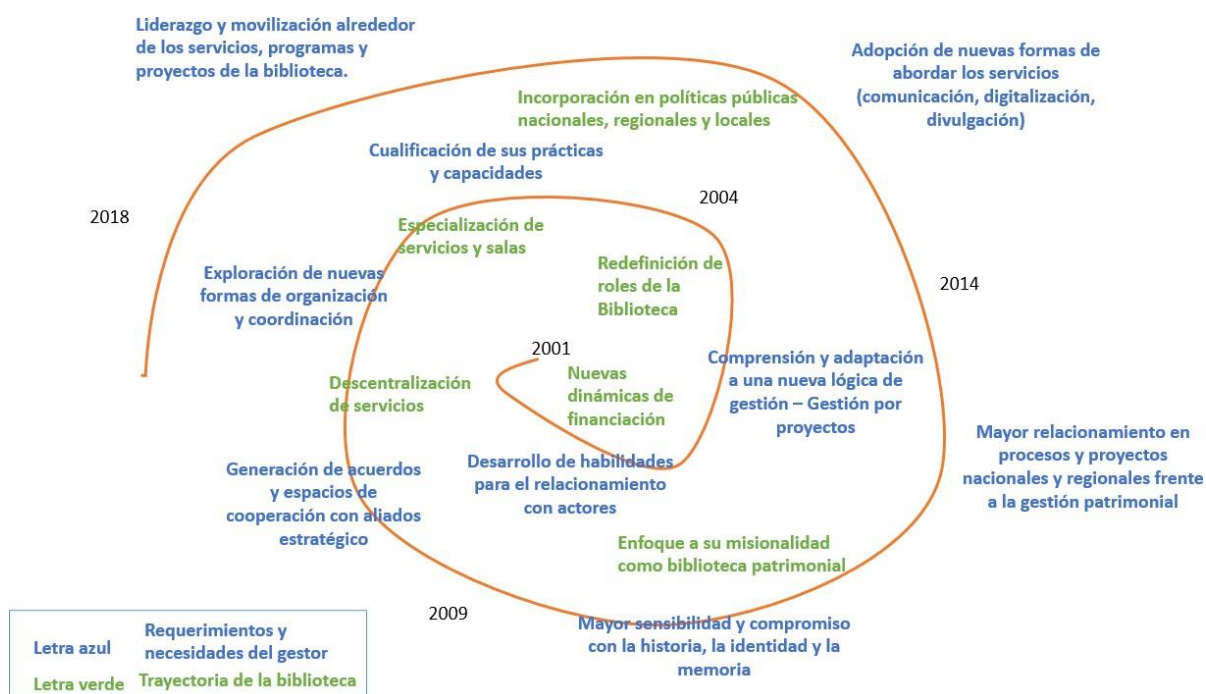 Liderazgo y movilización alrededor
de los servicios, programas y
proyectos de la biblioteca.
Adopción de nuevas formas de
abordar los servicios
(comunicación, digitalización,
divulgación)
Incorporación en políticas públicas
nacionales, regionales y locales
Cualificación de sus prácticas
y capacidades
2018
2004
Especialización de
servicios y salas
Redefinición de
roles de la
Biblioteca
Exploración de nuevas
formas de organización
y coordinación
2014
2001
Nuevas
dinámicas de
financiación
Comprensión y adaptación
a una nueva lógica de
gestión – Gestión por
proyectos
Descentralización
de servicios
Mayor relacionamiento en
procesos y proyectos
nacionales y regionales frente
a la gestión patrimonial
Desarrollo de habilidades
para el relacionamiento
con actores
Generación de acuerdos
y espacios de
cooperación con aliados
estratégico
Enfoque a su misionalidad
como biblioteca patrimonial
2009
Mayor sensibilidad y compromiso
con la historia, la identidad y la
memoria
Letra azul
Requerimientos y
necesidades del gestor
Letra verde
Trayectoria de la biblioteca